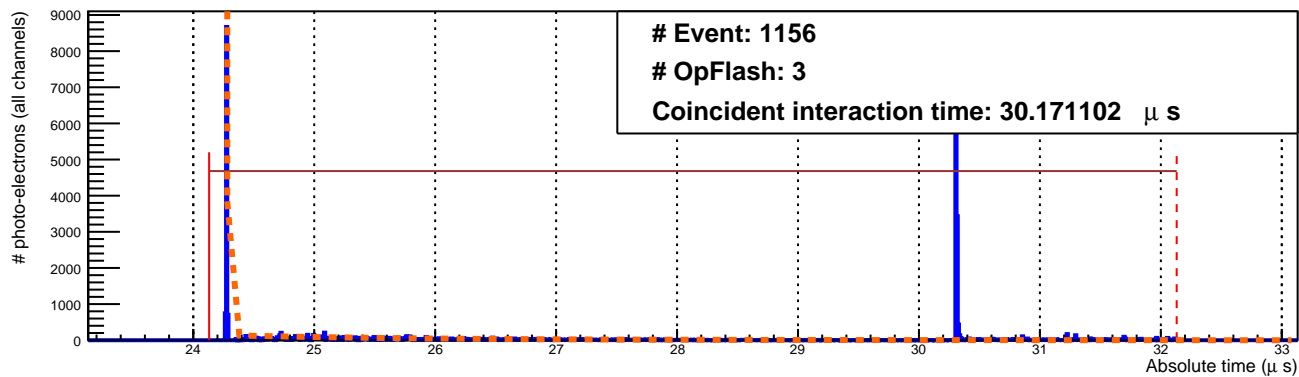 # photo-electrons (all channels)
9000
8000
7000
6000
5000
4000
3000
2000
1000
0
# Event: 1156
# OpFlash: 3
Coincident interaction time: 30.171102 μ s
24 25 26 27 28 29 30 31 32 33
Absolute time (μ s)